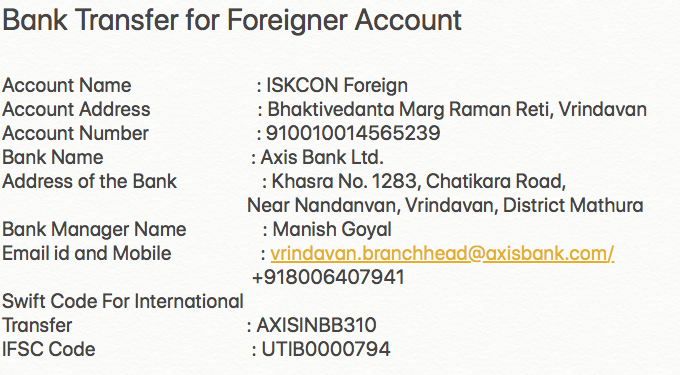 Bank Transfer for Foreigner Account
Account Name : ISKCON Foreign
Account Address : Bhaktivedanta Marg Raman Reti, Vrindavan
Account Number : 910010014565239
Bank Name : Axis Bank Ltd.
Address of the Bank : Khasra No. 1283, Chatikara Road,
Near Nandanvan, Vrindavan, District Mathura
Bank Manager Name : Manish Goyal
Email id and Mobile : vrindavan.branchhead@axisbank.com/
+918006407941
Swift Code For International
Transfer : AXISINBB310
IFSC Code : UTIB0000794